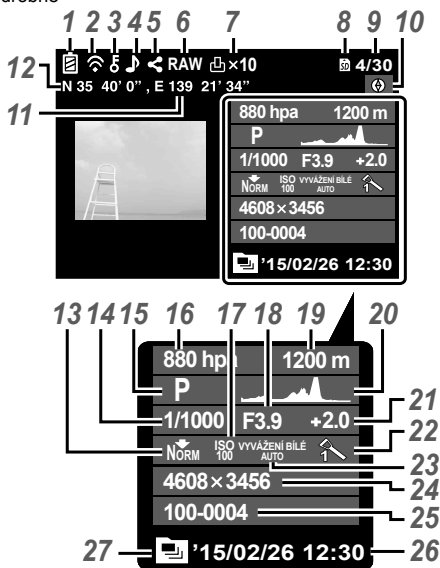 drobně
1 2 3 4 5 6 7 8 9 10
RAW ×10 SD 4/30
12 N 35 40' 0" , E 139 21' 34"
11
880 hpa 1200 m
P
1/1000 F3.9 +2.0
NORM ISO 100 VYVÁŽENÍ BÍLÉ AUTO 1
4608×3456
100-0004
'15/02/26 12:30
13 14 15 16 17 18 19 20
880 hpa 1200 m
P
1/1000 F3.9 +2.0 21
NORM ISO 100 VYVÁŽENÍ BÍLÉ AUTO 1 22
23
4608×3456 24
100-0004 25
27 '15/02/26 12:30 26